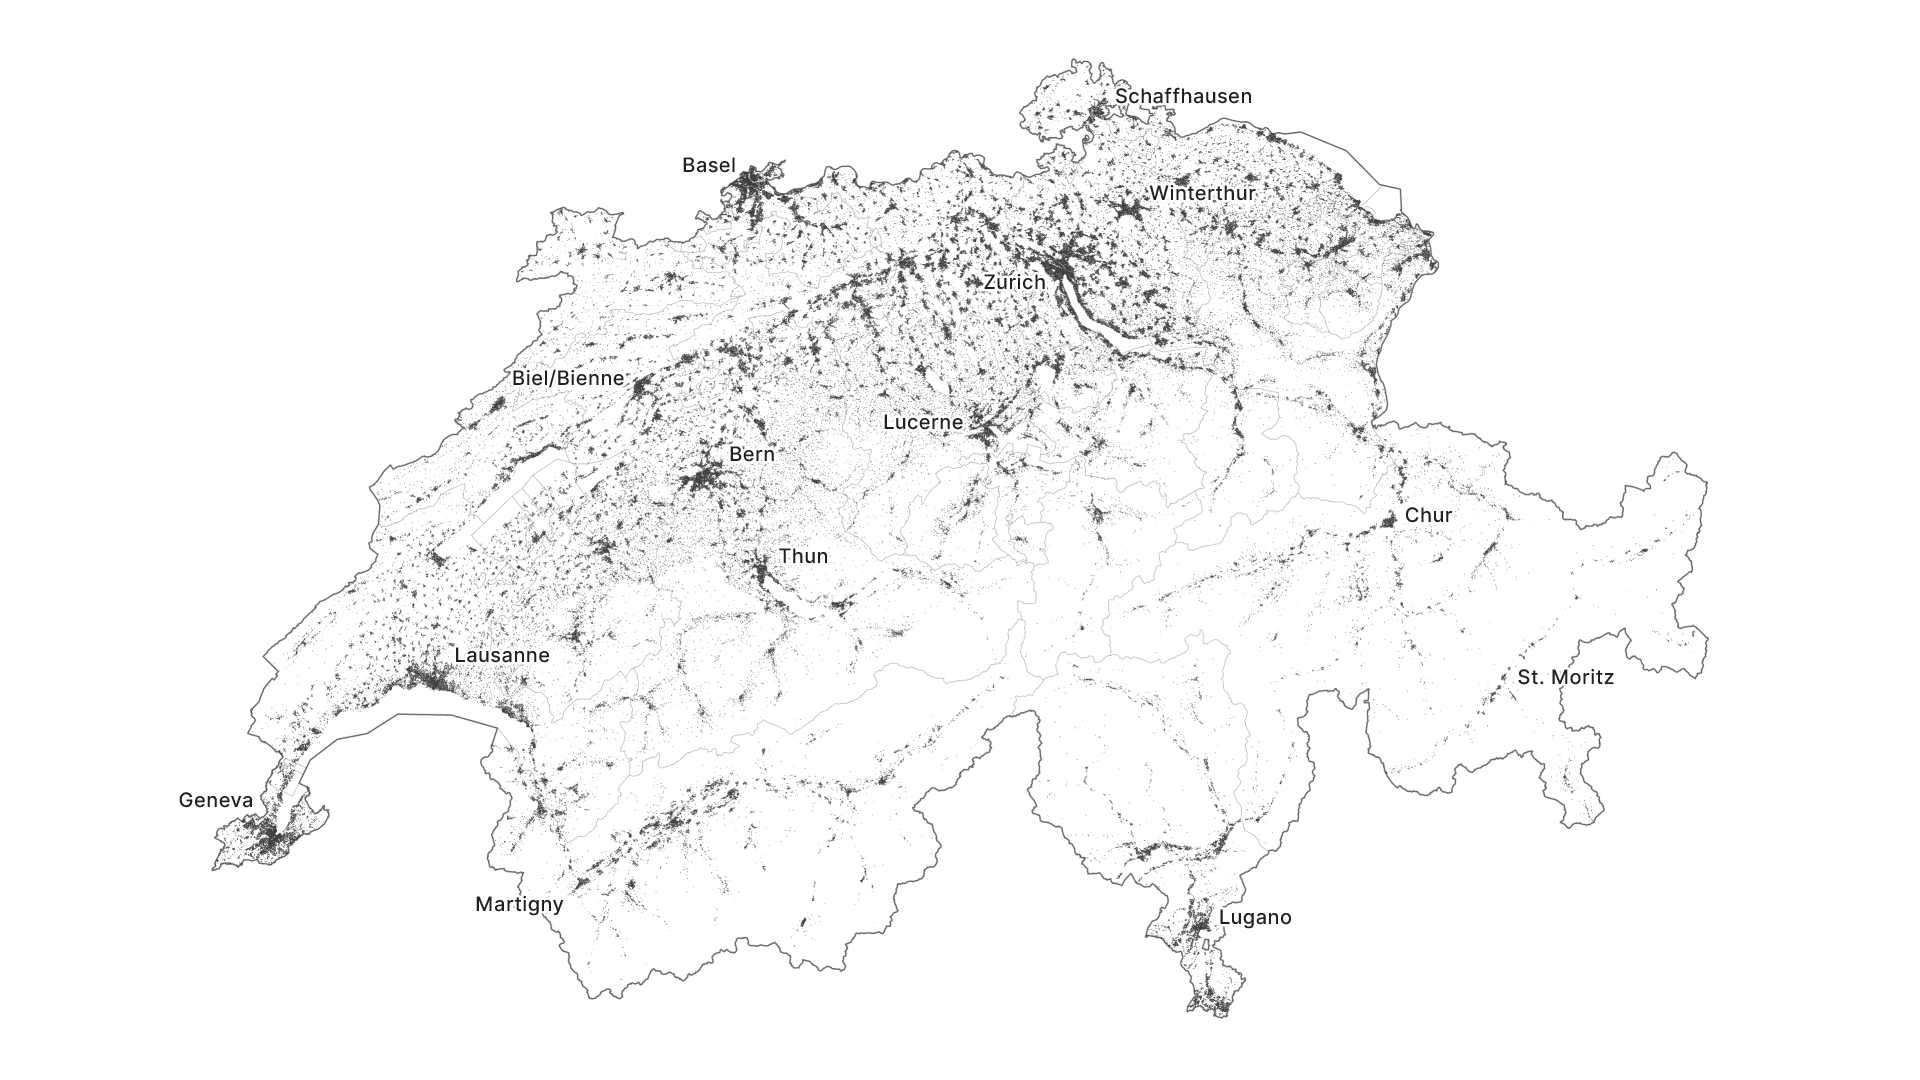 Schaffhausen
Basel
Winterthur
Zurich
Biel/Bienne
Lucerne
Bern
Chur
Thun
Lausanne
St. Moritz
Geneva
Martigny
Lugano